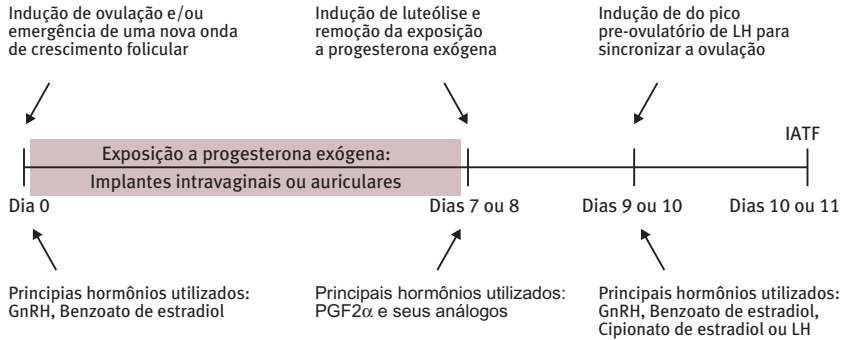 Indução de ovulação e/ou
emergência de uma nova onda
de crescimento folicular
Indução de luteólise e
remoção da exposição
a progesterona exógena
Indução de do pico
pre-ovulatório de LH para
sincronizar a ovulação
IATF
Exposição a progesterona exógena:
Implantes intravaginais ou auriculares
Dia 0
Dias 7 ou 8
Dias 9 ou 10
Dias 10 ou 11
Principias hormônios utilizados:
GnRH, Benzoato de estradiol
Principais hormônios utilizados:
PGF2α e seus análogos
Principais hormônios utilizados:
GnRH, Benzoato de estradiol,
Cipionato de estradiol ou LH